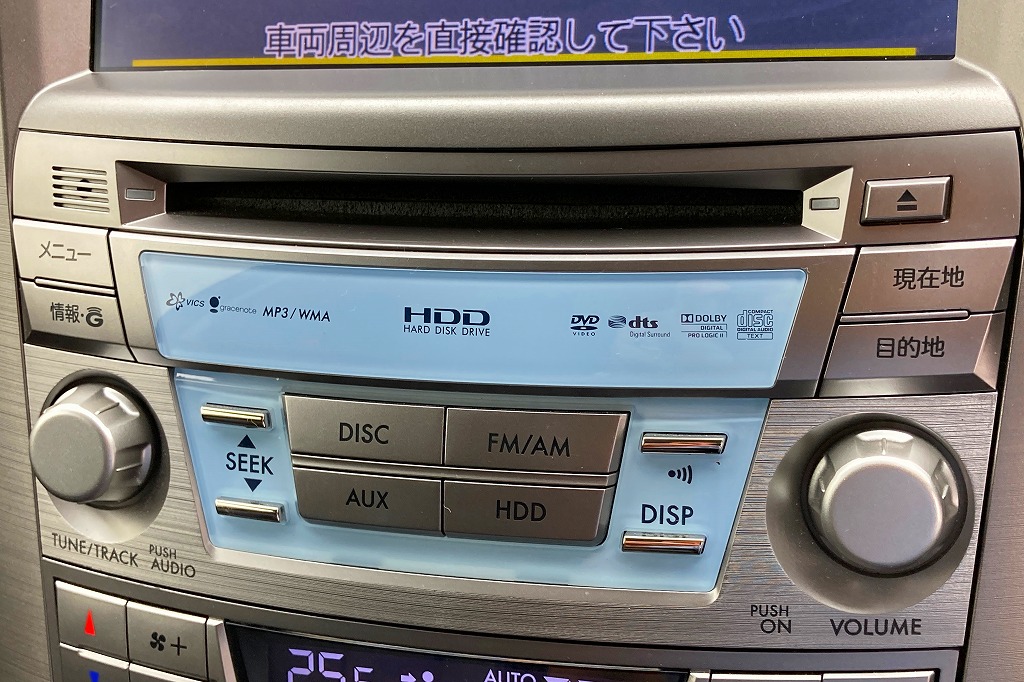 車両周辺を直接確認して下さい
メニュー
情報・G
現在地
目的地
VICS gracenote MP3/WMA
HDD
HARD DISK DRIVE
DVD
VIDEO
dts
Digital Surround
DOLBY
DIGITAL
PRO LOGIC II
COMPACT
disc
DIGITAL AUDIO
TEXT
SEEK
DISC
FM/AM
AUX
HDD
DISP
TUNE/TRACK
PUSH
AUDIO
PUSH
ON
VOLUME
+
AUTO